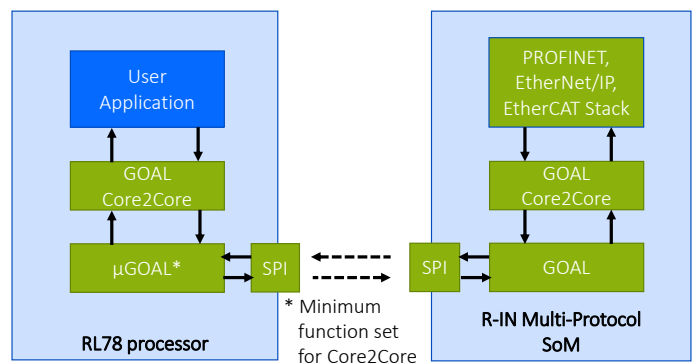 User
Application
GOAL
Core2Core
µGOAL*
SPI
RL78 processor
* Minimum
function set
for Core2Core
PROFINET,
EtherNet/IP,
EtherCAT Stack
GOAL
Core2Core
SPI
GOAL
R-IN Multi-Protocol
SoM